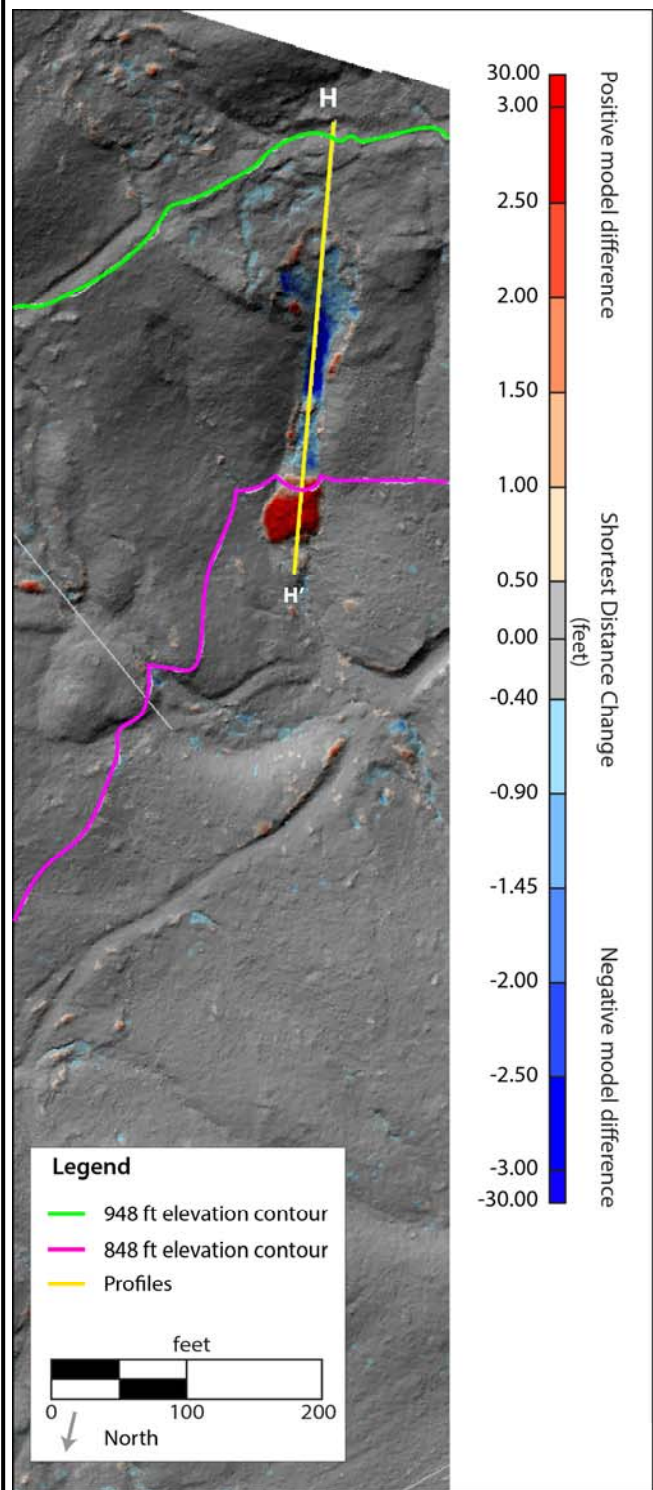 H
H'
30.00
3.00
2.50
2.00
1.50
1.00
0.50
0.00
-0.40
-0.90
-1.45
-2.00
-2.50
-3.00
-30.00
Positive model difference
Shortest Distance Change
(feet)
Negative model difference
Legend
948 ft elevation contour
848 ft elevation contour
Profiles
feet
0 100 200
North